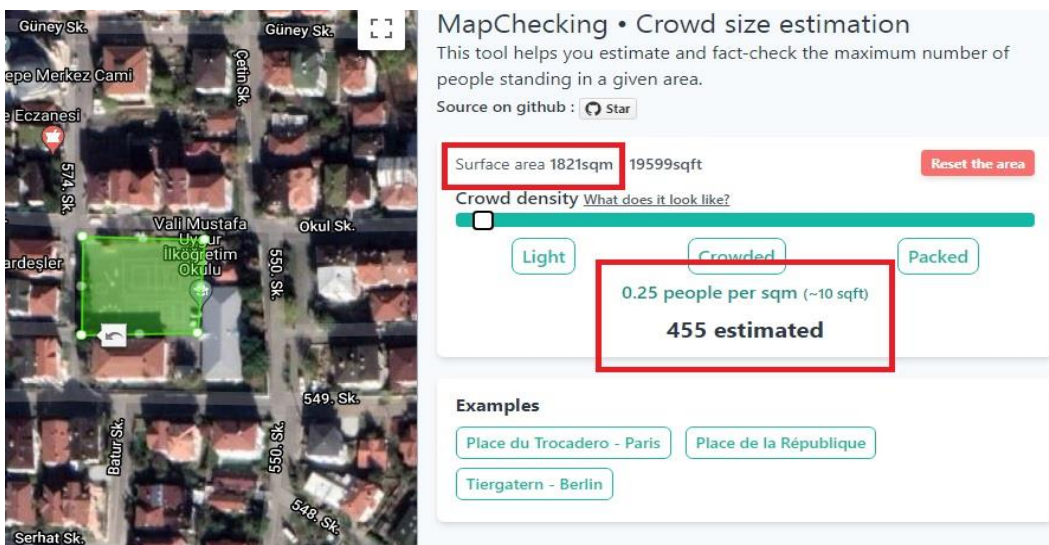 Güney Sk.
Güney Sk.
Çetin Sk.
epe Merkez Cami
e Eczanesi
574. Sk.
Vali Mustafa
Uygur
İlköğretim
Okulu
Okul Sk.
ardeşler
550. Sk.
549. Sk.
Batur Sk.
550. Sk.
548. Sk.
Serhat Sk.
MapChecking • Crowd size estimation
This tool helps you estimate and fact-check the maximum number of
people standing in a given area.
Source on github : Star
Surface area 1821sqm 19599sqft Reset the area
Crowd density What does it look like?
Light Crowded Packed
0.25 people per sqm (~10 sqft)
455 estimated
Examples
Place du Trocadero - Paris Place de la République
Tiergatern - Berlin